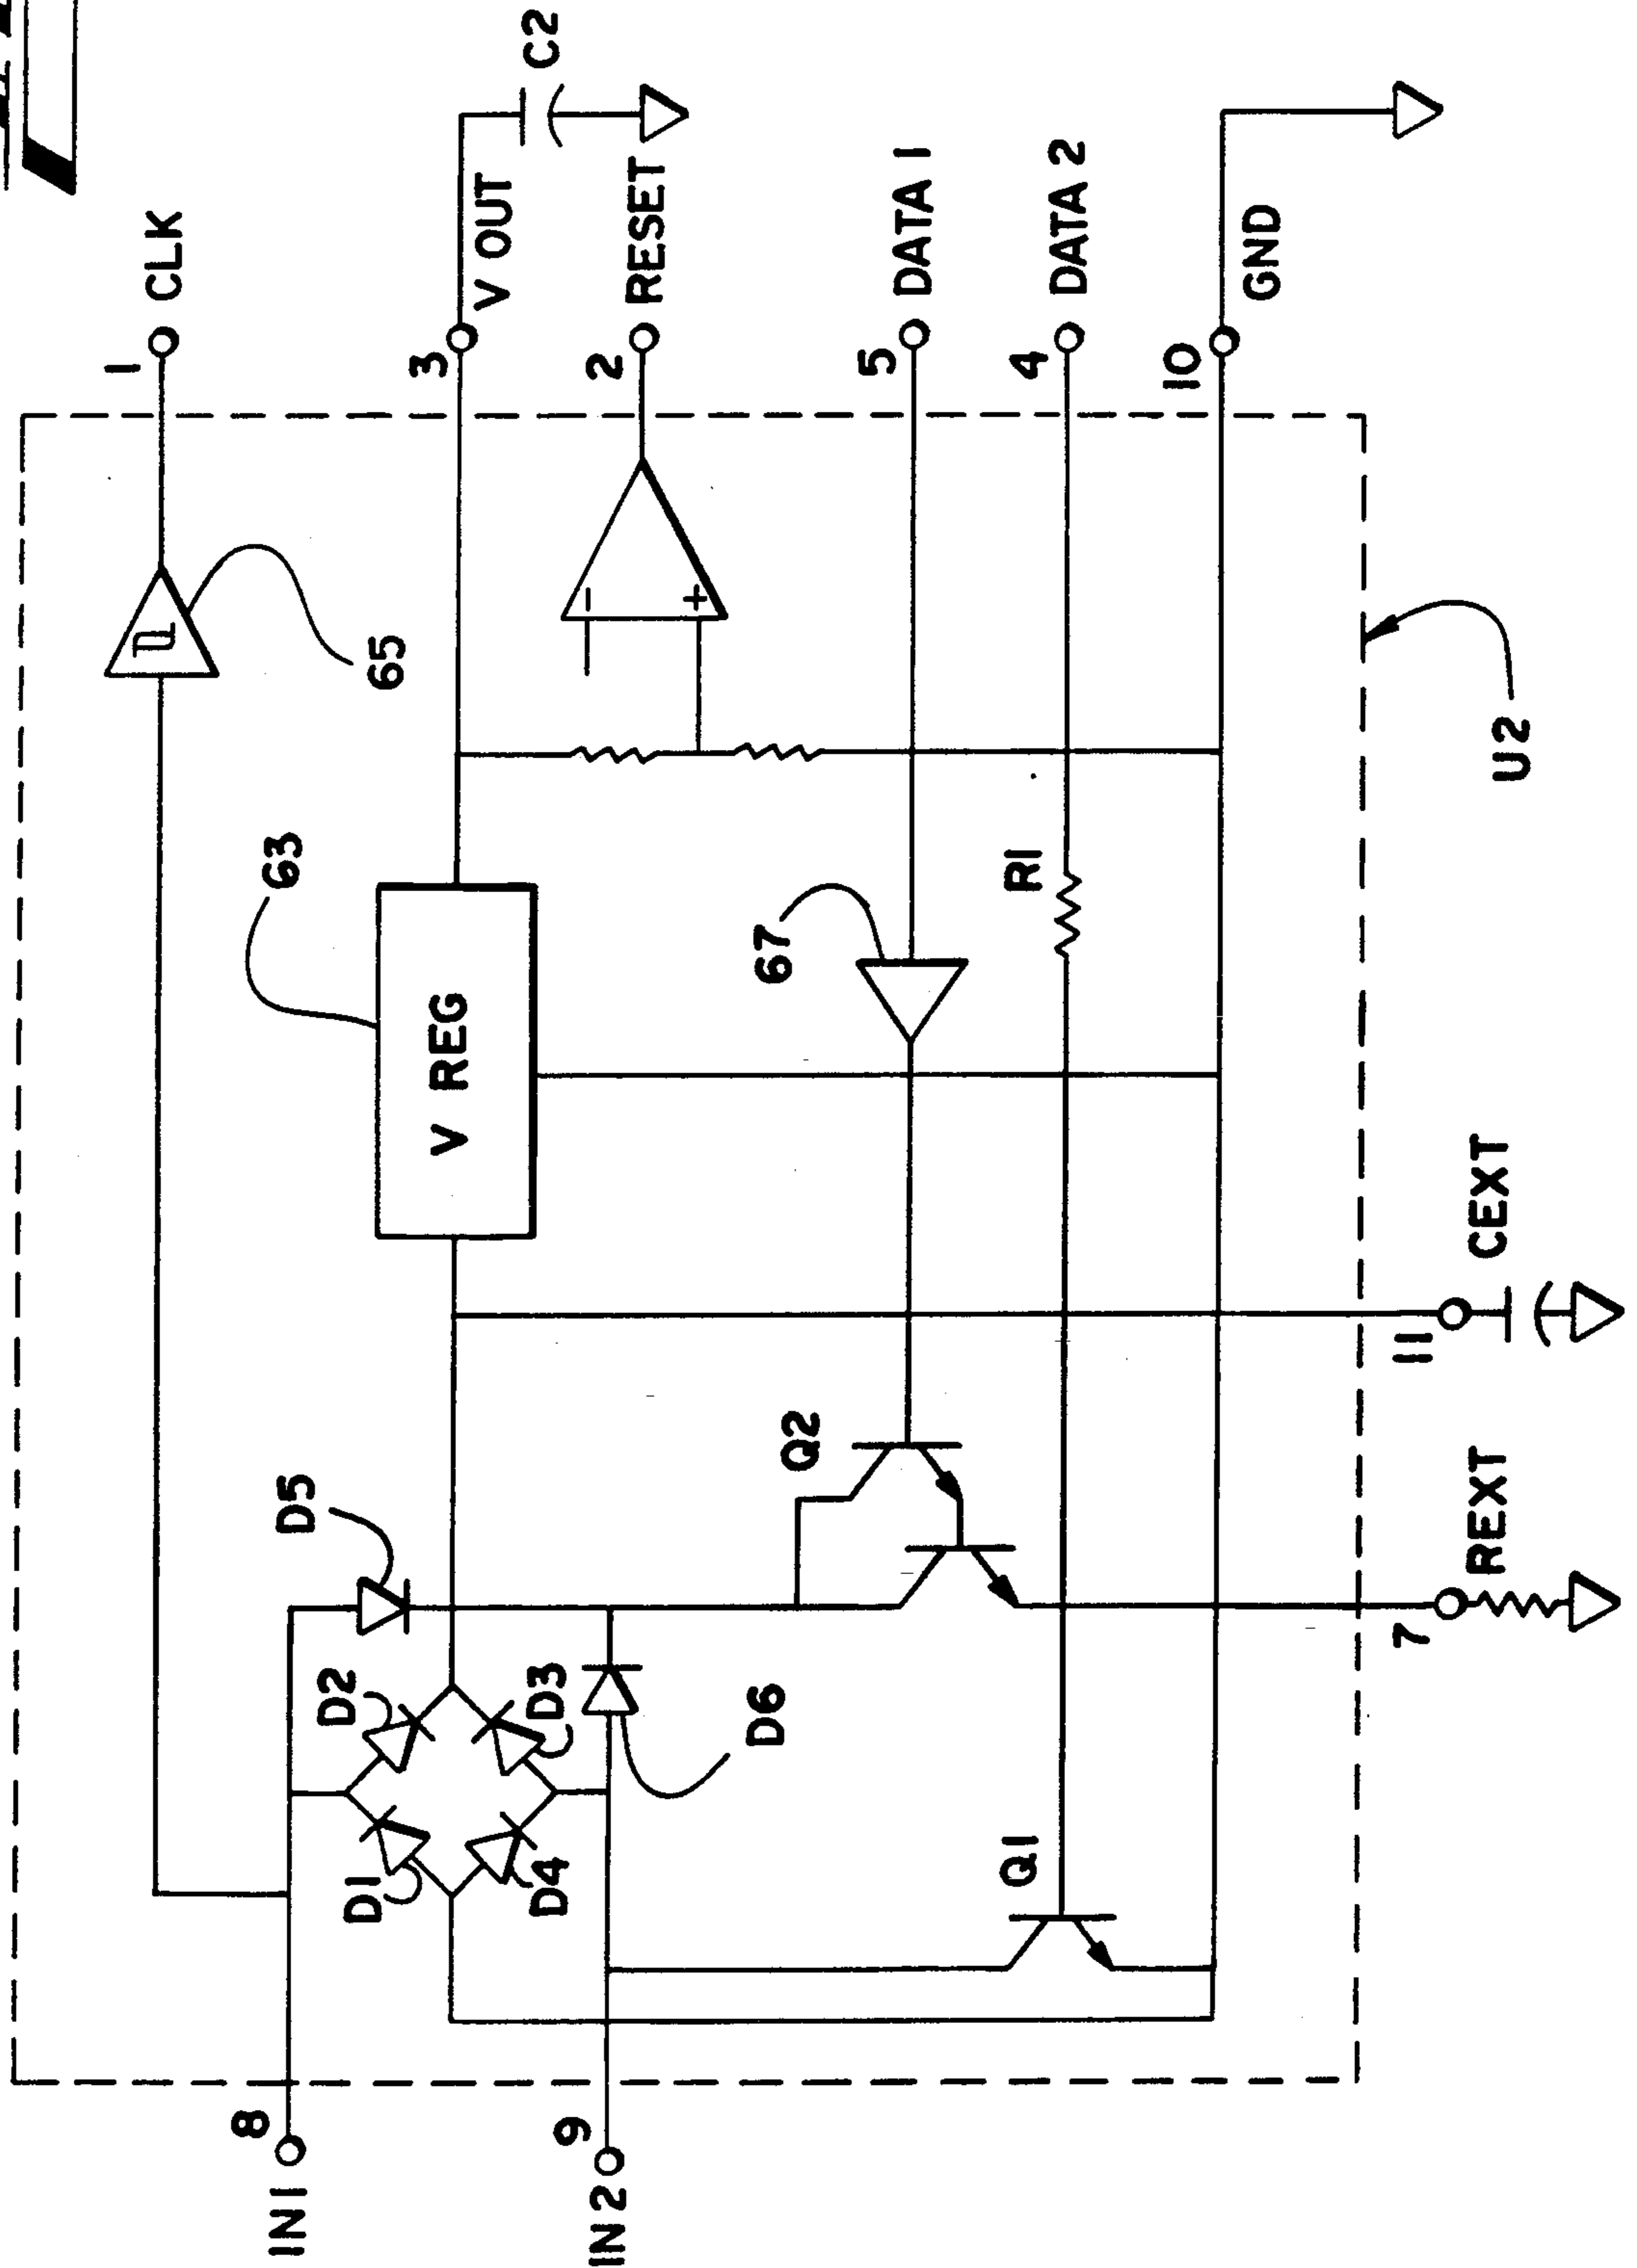 1
CLK
65
63
V REG
3
V OUT
C2
2
RESET
-
+
IN1
8
D5
D2
D1
D3
D4
IN2
9
D6
Q2
67
5
DATA 1
Q1
R1
4
DATA 2
10
GND
7
REXT
11
CEXT
U2